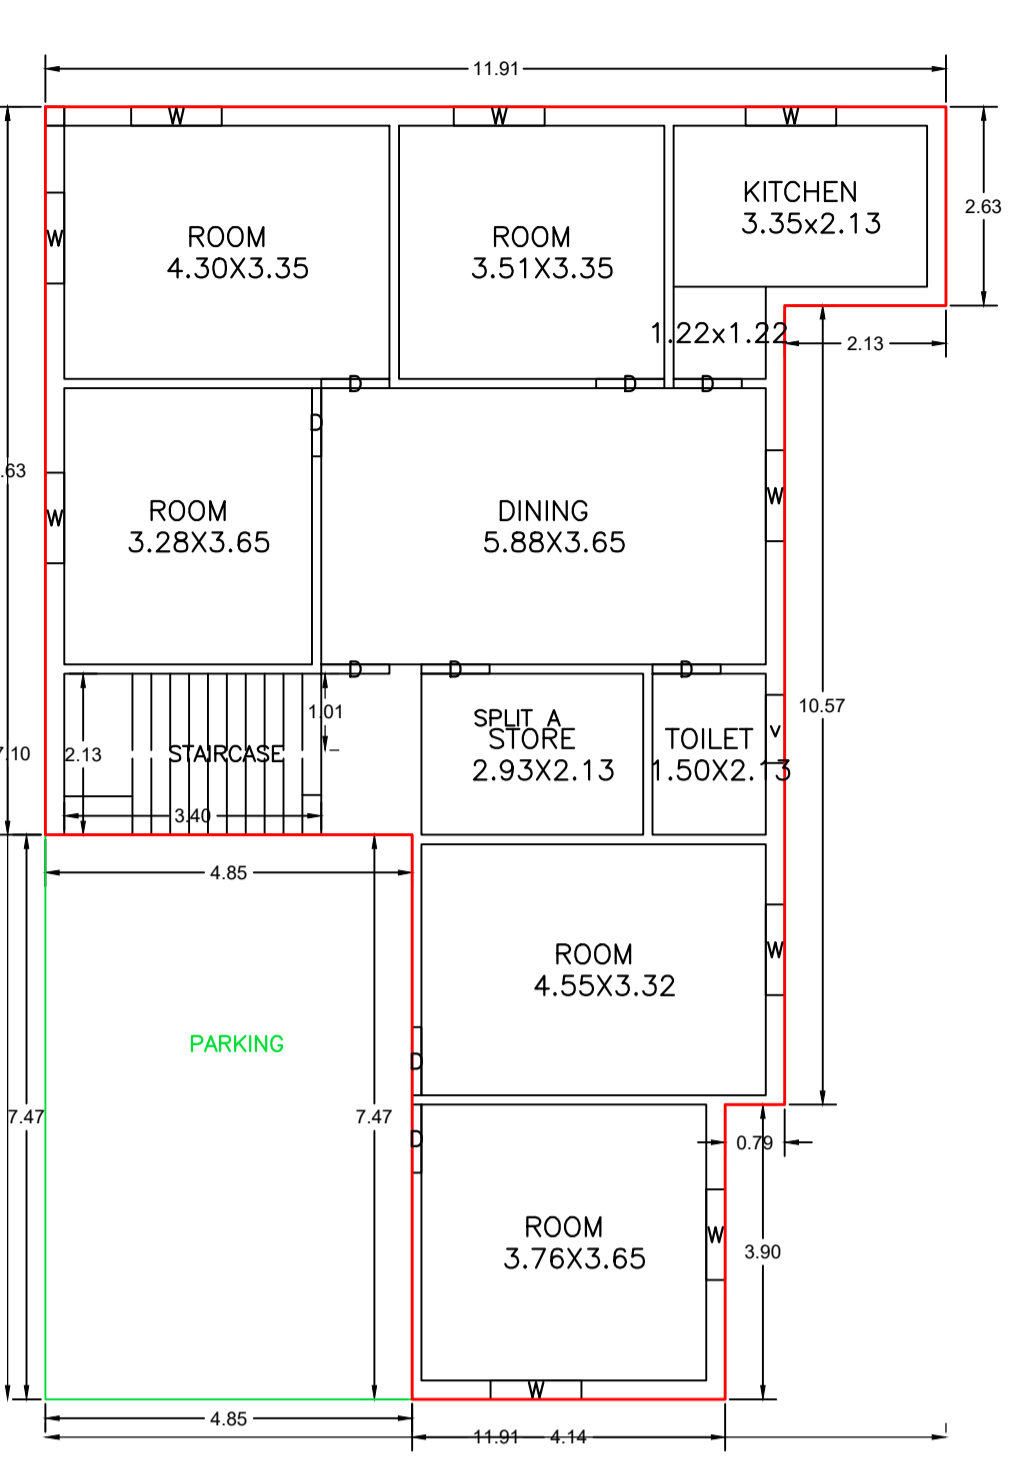 11.91
W
W
W
KITCHEN
3.35x2.13
2.63
W
ROOM
4.30X3.35
ROOM
3.51X3.35
1.22x1.22
2.13
D
D
D
D
.63
W
ROOM
3.28X3.65
DINING
5.88X3.65
W
D
D
D
10.57
1.01
7.10
2.13
STAIRCASE
SPLIT A
STORE
2.93X2.13
TOILET
1.50X2.13
V
3.40
4.85
ROOM
4.55X3.32
W
PARKING
D
7.47
7.47
D
0.79
ROOM
3.76X3.65
W
3.90
W
4.85
11.91
4.14